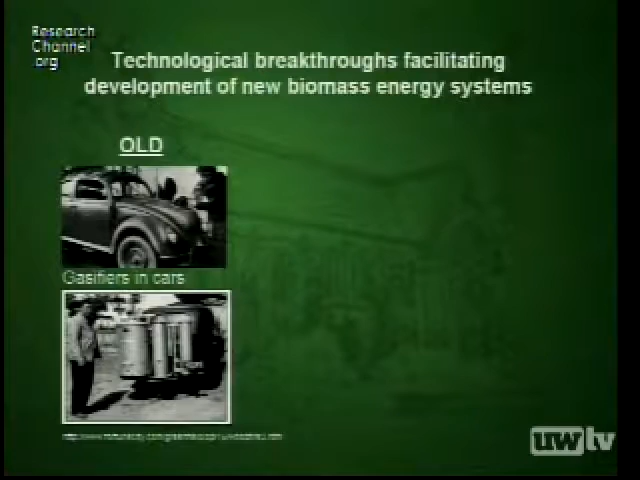 Research
Channel
.org
Technological breakthroughs facilitating
development of new biomass energy systems
OLD
Gasifiers in cars
uwtv